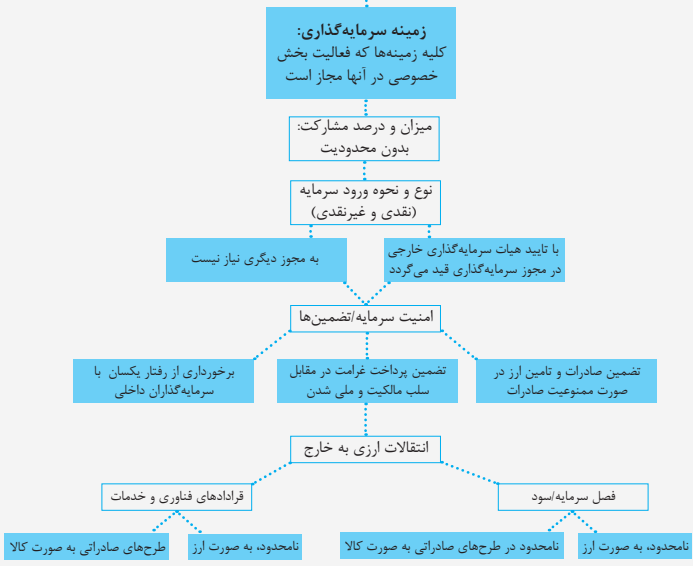 زمینه سرمایه‌گذاری:
کلیه زمینه‌ها که فعالیت بخش
خصوصی در آنها مجاز است
میزان و درصد مشارکت:
بدون محدودیت
نوع و نحوه ورود سرمایه
(نقدی و غیرنقدی)
با تایید هیات سرمایه‌گذاری خارجی
در مجوز سرمایه‌گذاری قید می‌گردد
به مجوز دیگری نیاز نیست
امنیت سرمایه/تضمین‌ها
تضمین صادرات و تامین ارز در
صورت ممنوعیت صادرات
تضمین پرداخت غرامت در مقابل
سلب مالکیت و ملی شدن
برخورداری از رفتار یکسان با
سرمایه‌گذاران داخلی
انتقالات ارزی به خارج
فصل سرمایه/سود
قرادادهای فناوری و خدمات
نامحدود، به صورت ارز
نامحدود در طرح‌های صادراتی به صورت کالا
نامحدود، به صورت ارز
طرح‌های صادراتی به صورت کالا